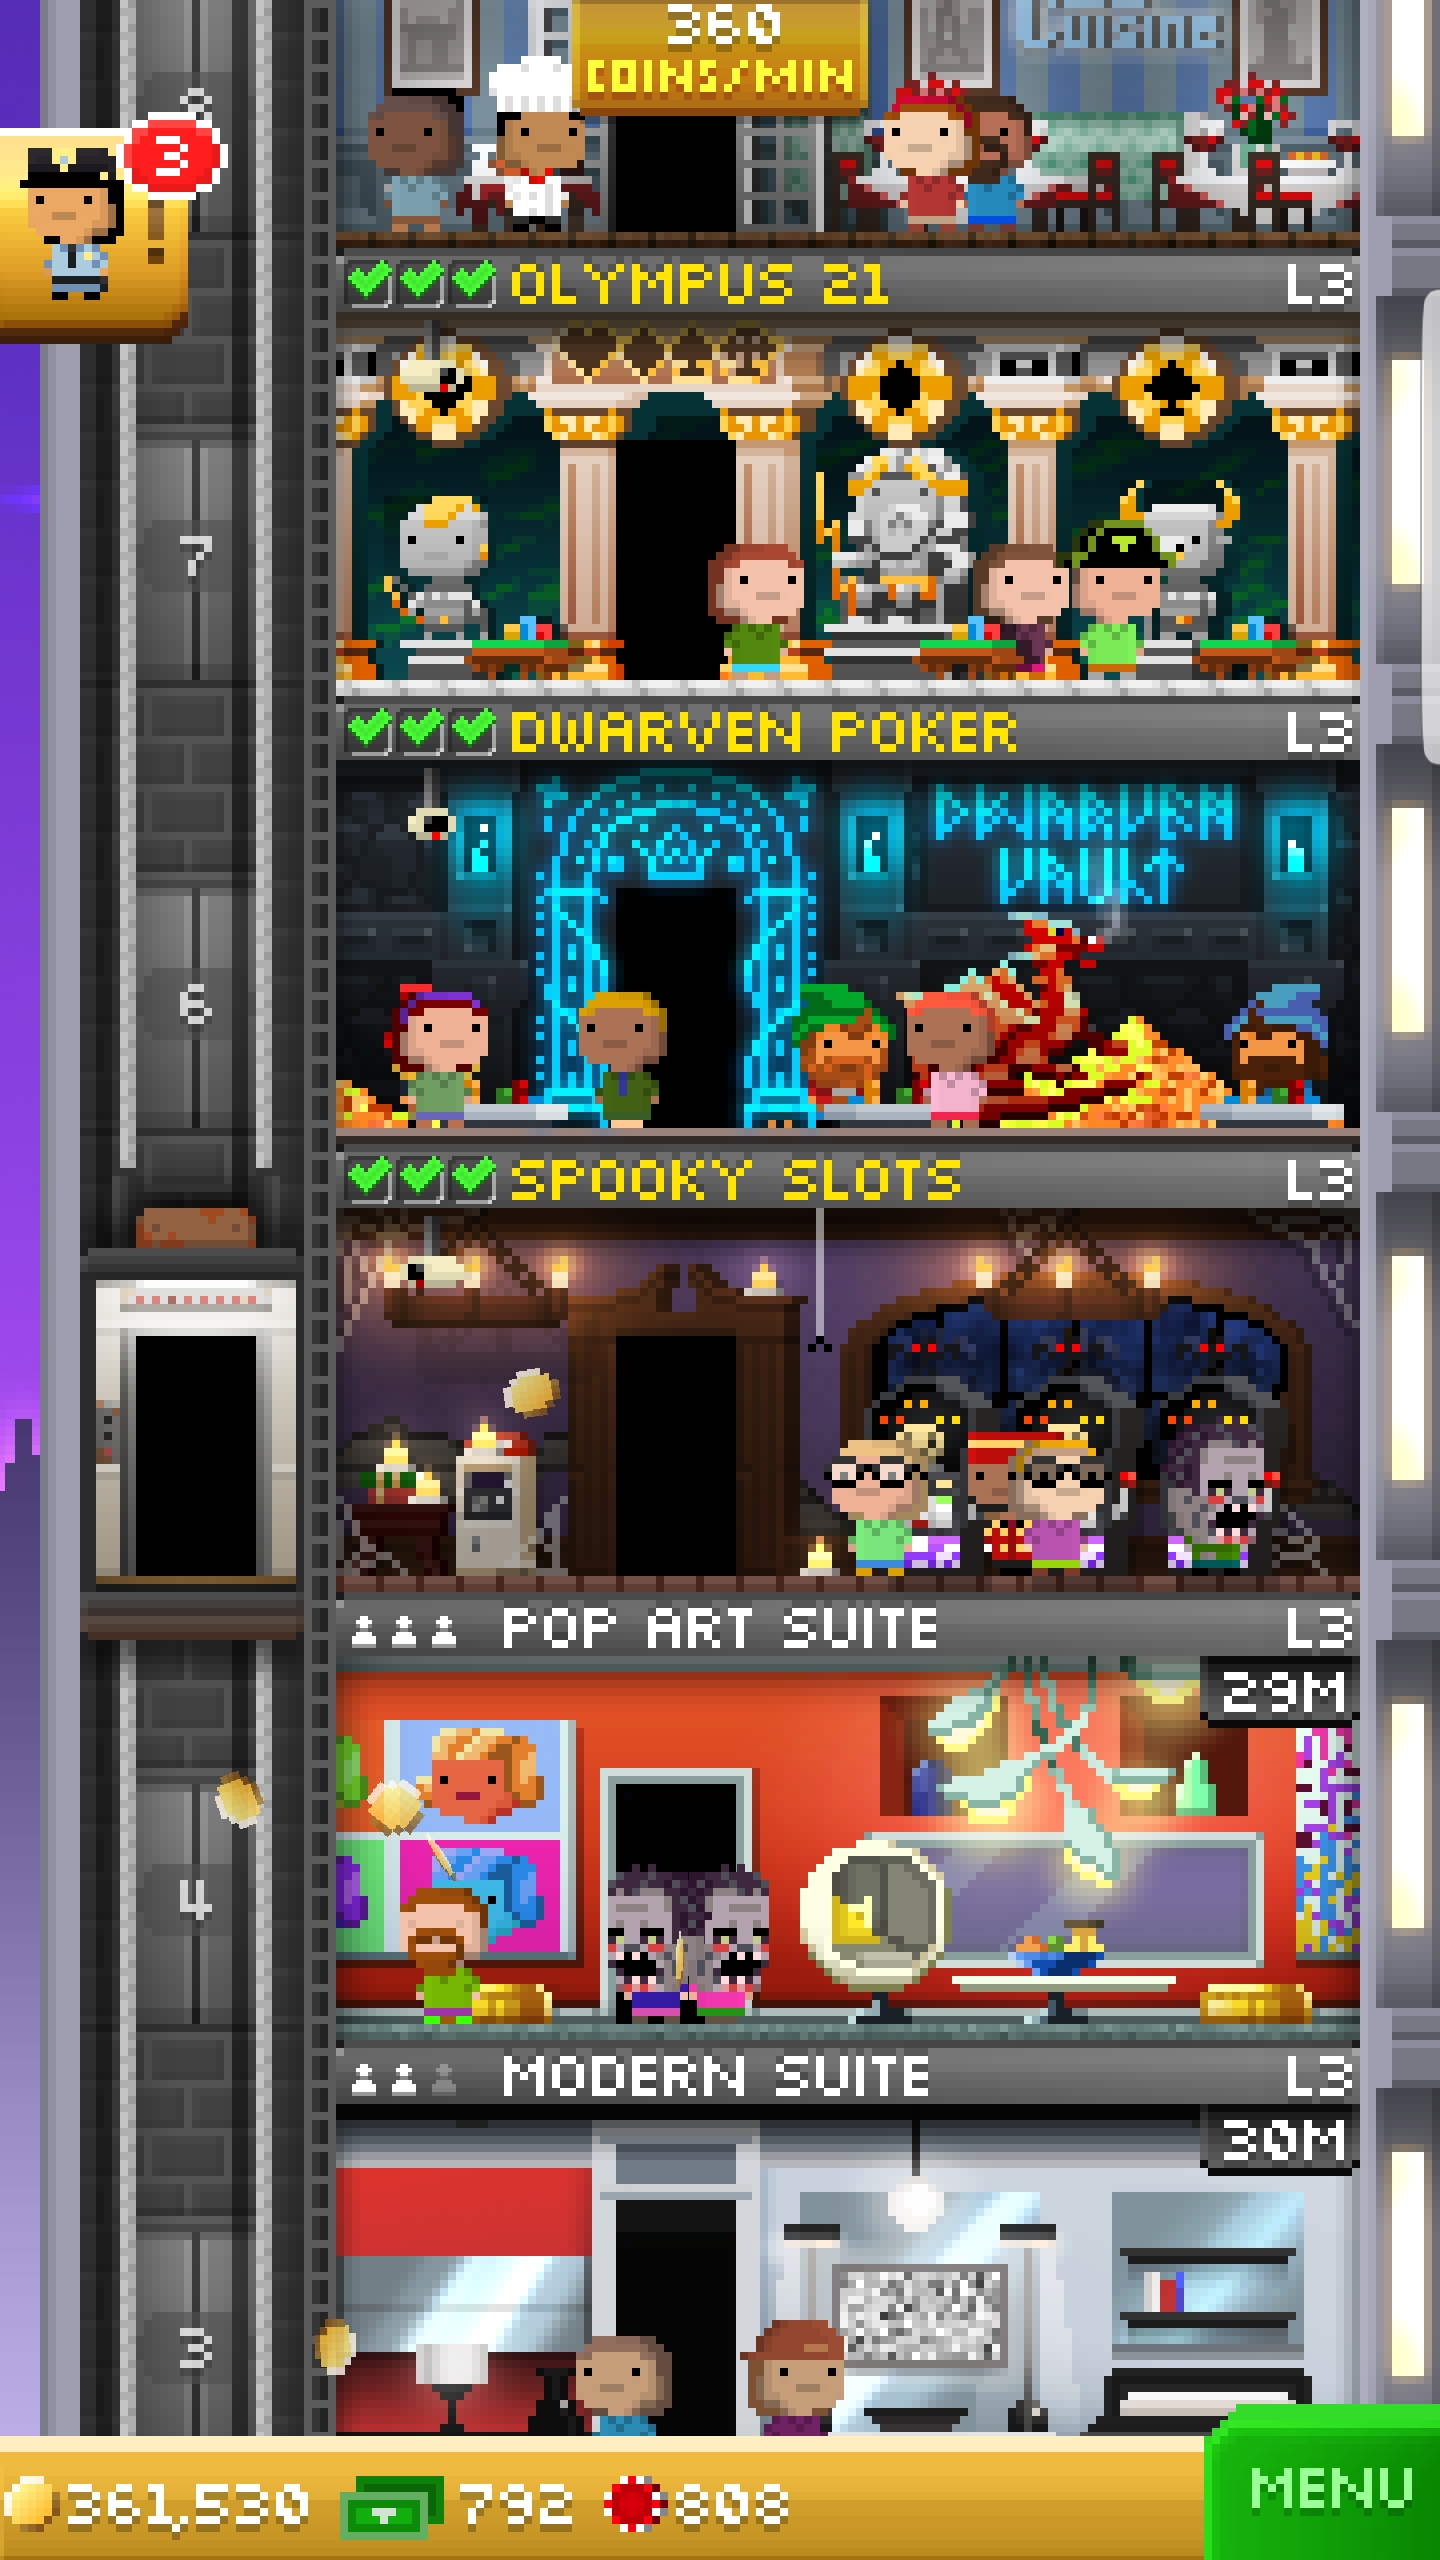 360
COINS/MIN
Cuisine
3
OLYMPUS 21 L3
7
DWARVEN POKER L3
DWARVEN
VAULT
6
SPOOKY SLOTS L3
POP ART SUITE L3
29M
4
MODERN SUITE L3
30M
3
361,530 792 808
MENU